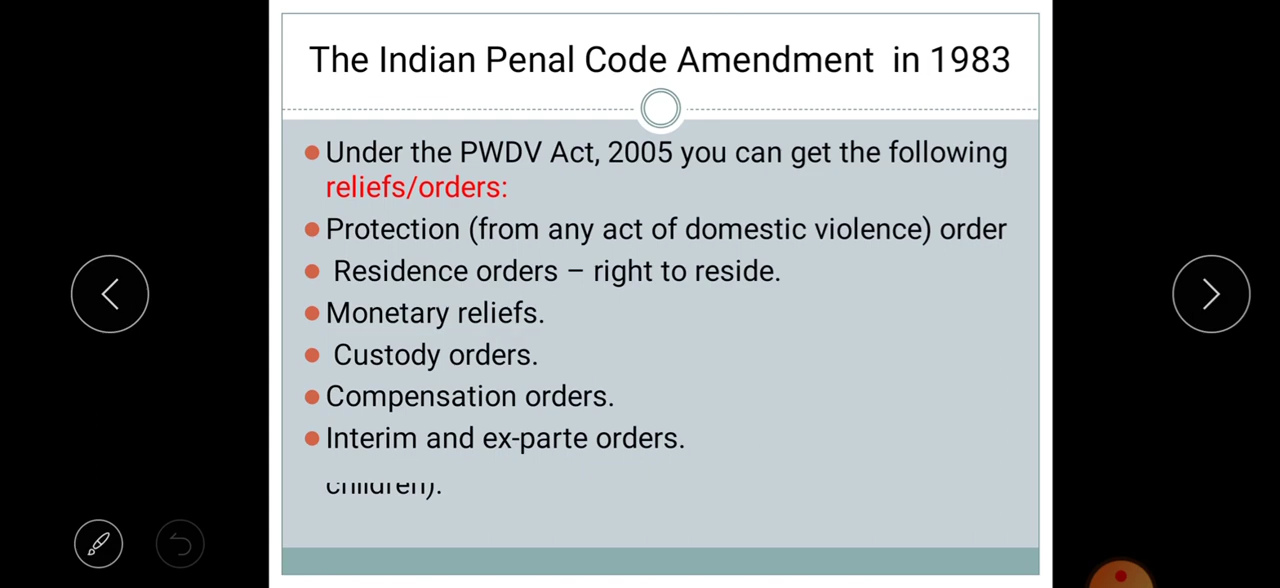 The Indian Penal Code Amendment in 1983
Under the PWDV Act, 2005 you can get the following
reliefs/orders:
Protection (from any act of domestic violence) order
Residence orders – right to reside.
Monetary reliefs.
Custody orders.
Compensation orders.
Interim and ex-parte orders.
children).